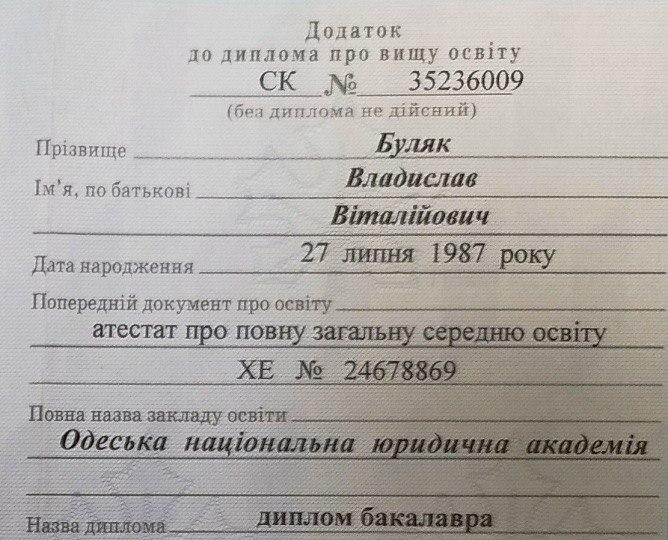 Додаток
до диплома про вищу освіту
СК № 35236009
(без диплома не дійсний)
Прізвище Буляк
Ім'я, по батькові Владислав
Віталійович
Дата народження 27 липня 1987 року
Попередній документ про освіту
атестат про повну загальну середню освіту
ХЕ № 24678869
Повна назва закладу освіти
Одеська національна юридична академія
Назва диплома диплом бакалавра